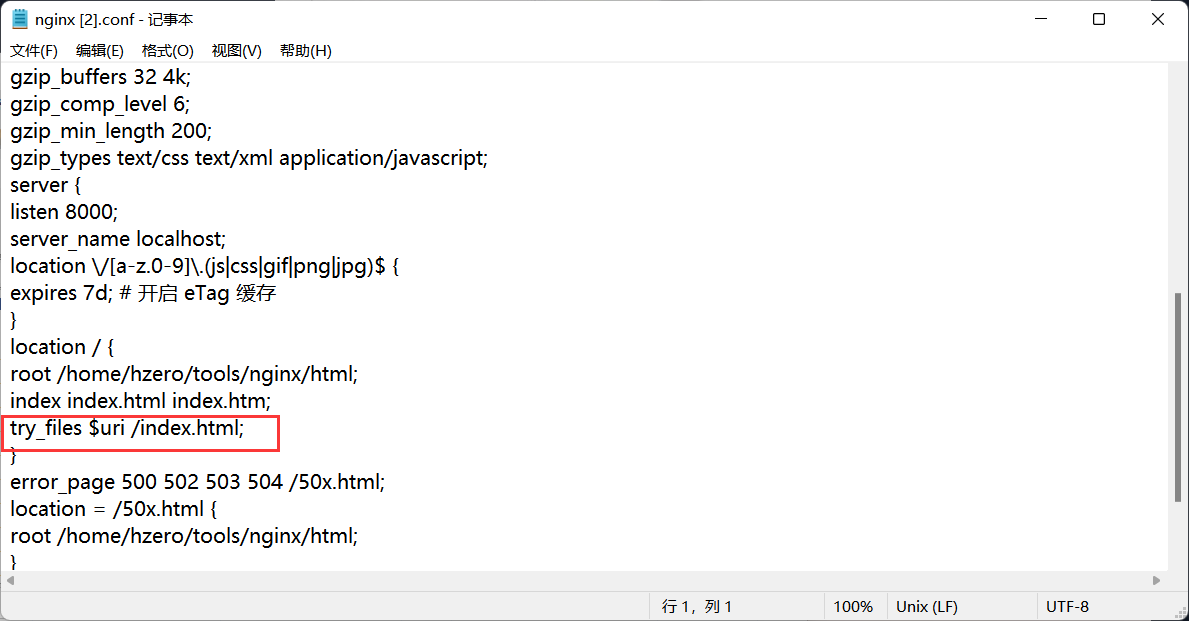 nginx [2].conf - 记事本
文件(F) 编辑(E) 格式(O) 视图(V) 帮助(H)
gzip_buffers 32 4k;
gzip_comp_level 6;
gzip_min_length 200;
gzip_types text/css text/xml application/javascript;
server {
listen 8000;
server_name localhost;
location \/[a-z.0-9]\.(js|css|gif|png|jpg)$ {
expires 7d; # 开启 eTag 缓存
}
location / {
root /home/hzero/tools/nginx/html;
index index.html index.htm;
try_files $uri /index.html;
}
error_page 500 502 503 504 /50x.html;
location = /50x.html {
root /home/hzero/tools/nginx/html;
}
行 1，列 1 100% Unix (LF) UTF-8